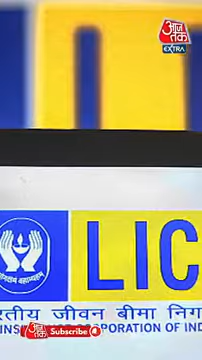 आज तक
EXTRA
LIC
रतीय जीवन बीमा निग
INS
ORPORATION OF IND
आज तक
Subscribe